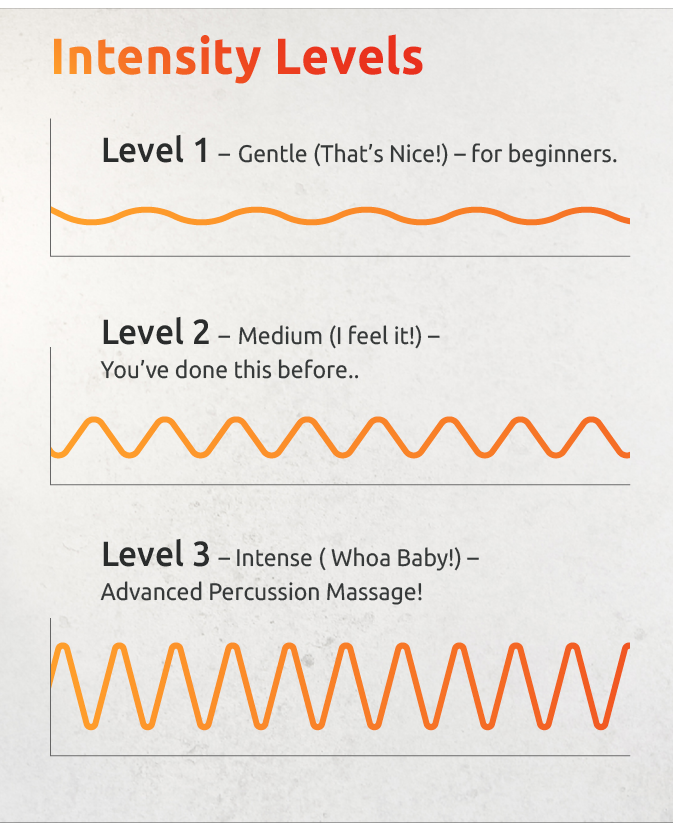 Intensity Levels
Level 1 – Gentle (That’s Nice!) – for beginners.
Level 2 – Medium (I feel it!) –
You’ve done this before..
Level 3 – Intense ( Whoa Baby!) –
Advanced Percussion Massage!